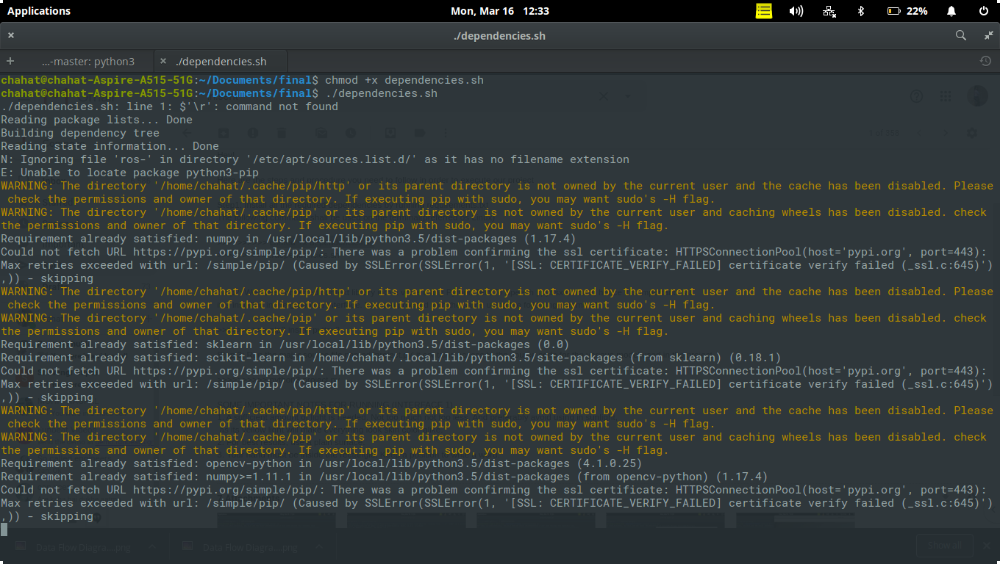 Applications
Mon, Mar 16 12:33
22%
./dependencies.sh
...-master: python3
./dependencies.sh
chahat@chahat-Aspire-A515-51G:~/Documents/final$ chmod +x dependencies.sh
chahat@chahat-Aspire-A515-51G:~/Documents/final$ ./dependencies.sh
./dependencies.sh: line 1: $'\r': command not found
Reading package lists... Done
Building dependency tree
Reading state information... Done
N: Ignoring file 'ros-' in directory '/etc/apt/sources.list.d/' as it has no filename extension
E: Unable to locate package python3-pip
WARNING: The directory '/home/chahat/.cache/pip/http' or its parent directory is not owned by the current user and the cache has been disabled. Please
check the permissions and owner of that directory. If executing pip with sudo, you may want sudo's -H flag.
WARNING: The directory '/home/chahat/.cache/pip' or its parent directory is not owned by the current user and caching wheels has been disabled. check
the permissions and owner of that directory. If executing pip with sudo, you may want sudo's -H flag.
Requirement already satisfied: numpy in /usr/local/lib/python3.5/dist-packages (1.17.4)
Could not fetch URL https://pypi.org/simple/pip/: There was a problem confirming the ssl certificate: HTTPSConnectionPool(host='pypi.org', port=443):
Max retries exceeded with url: /simple/pip/ (Caused by SSLError(SSLError(1, '[SSL: CERTIFICATE_VERIFY_FAILED] certificate verify failed (_ssl.c:645)')
,)) - skipping
WARNING: The directory '/home/chahat/.cache/pip/http' or its parent directory is not owned by the current user and the cache has been disabled. Please
check the permissions and owner of that directory. If executing pip with sudo, you may want sudo's -H flag.
WARNING: The directory '/home/chahat/.cache/pip' or its parent directory is not owned by the current user and caching wheels has been disabled. check
the permissions and owner of that directory. If executing pip with sudo, you may want sudo's -H flag.
Requirement already satisfied: sklearn in /usr/local/lib/python3.5/dist-packages (0.0)
Requirement already satisfied: scikit-learn in /home/chahat/.local/lib/python3.5/site-packages (from sklearn) (0.18.1)
Could not fetch URL https://pypi.org/simple/pip/: There was a problem confirming the ssl certificate: HTTPSConnectionPool(host='pypi.org', port=443):
Max retries exceeded with url: /simple/pip/ (Caused by SSLError(SSLError(1, '[SSL: CERTIFICATE_VERIFY_FAILED] certificate verify failed (_ssl.c:645)')
,)) - skipping
WARNING: The directory '/home/chahat/.cache/pip/http' or its parent directory is not owned by the current user and the cache has been disabled. Please
check the permissions and owner of that directory. If executing pip with sudo, you may want sudo's -H flag.
WARNING: The directory '/home/chahat/.cache/pip' or its parent directory is not owned by the current user and caching wheels has been disabled. check
the permissions and owner of that directory. If executing pip with sudo, you may want sudo's -H flag.
Requirement already satisfied: opencv-python in /usr/local/lib/python3.5/dist-packages (4.1.0.25)
Requirement already satisfied: numpy>=1.11.1 in /usr/local/lib/python3.5/dist-packages (from opencv-python) (1.17.4)
Could not fetch URL https://pypi.org/simple/pip/: There was a problem confirming the ssl certificate: HTTPSConnectionPool(host='pypi.org', port=443):
Max retries exceeded with url: /simple/pip/ (Caused by SSLError(SSLError(1, '[SSL: CERTIFICATE_VERIFY_FAILED] certificate verify failed (_ssl.c:645)')
,)) - skipping
Data Flow Diagra....png
Data Flow Diagra....png
Show all